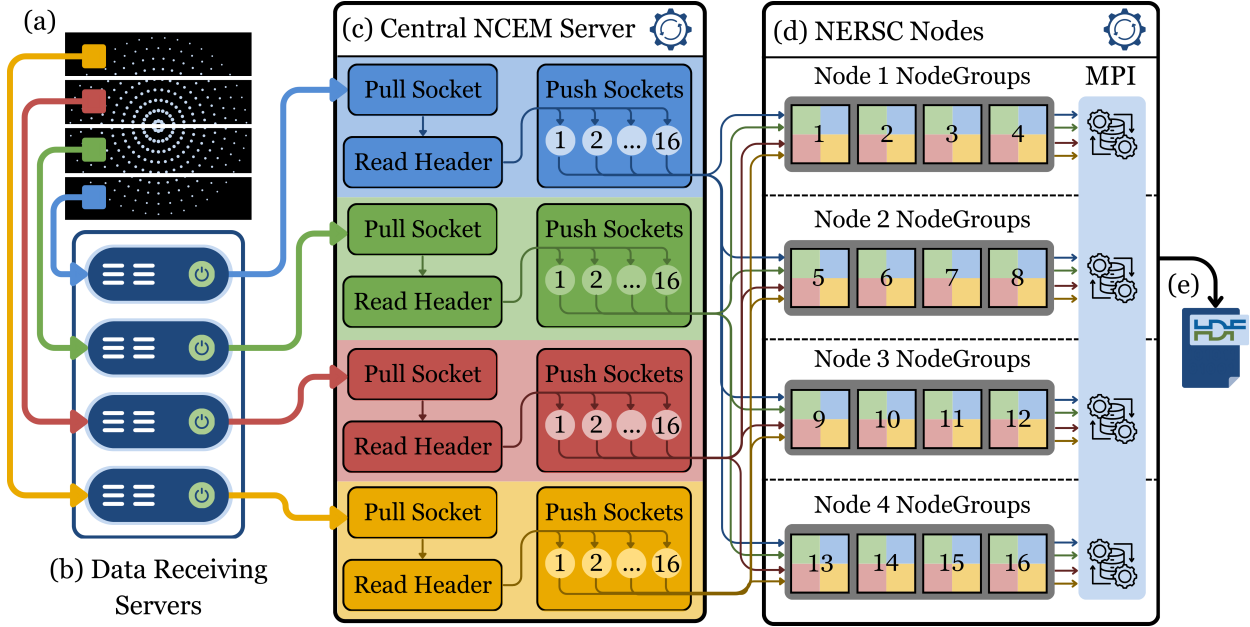 (a)
(b) Data Receiving
Servers
(c) Central NCEM Server
Pull Socket
Read Header
Push Sockets
1 2 ... 16
Pull Socket
Read Header
Push Sockets
1 2 ... 16
Pull Socket
Read Header
Push Sockets
1 2 ... 16
Pull Socket
Read Header
Push Sockets
1 2 ... 16
(d) NERSC Nodes
MPI
Node 1 NodeGroups
1 2 3 4
Node 2 NodeGroups
5 6 7 8
Node 3 NodeGroups
9 10 11 12
Node 4 NodeGroups
13 14 15 16
(e)
HDF